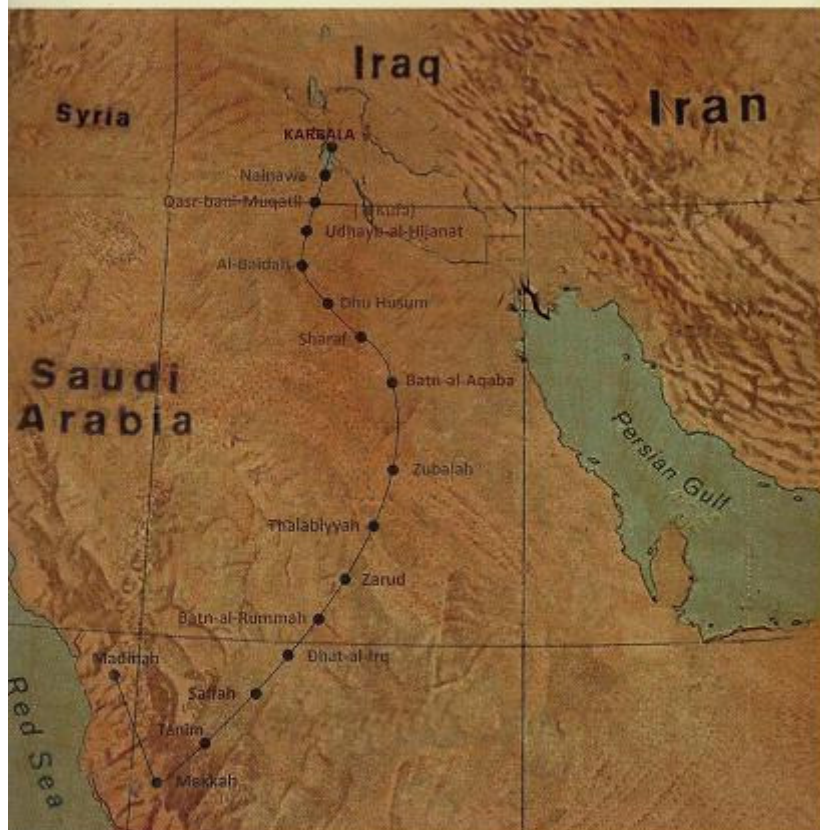 Iraq
Iran
Syria
KARBALA
Nainawa
Qasr-bani-Muqatil
(Kufa)
Udhayb-al-Hijanat
Al-Baidah
Dhu Husum
Sharaf
Saudi
Arabia
Batn-al-Aqaba
Persian Gulf
Zubalah
Thalabiyyah
Zarud
Batn-al-Rummah
Dhat-al-Irq
Madinah
Saffah
Red Sea
Tanim
Mekkah